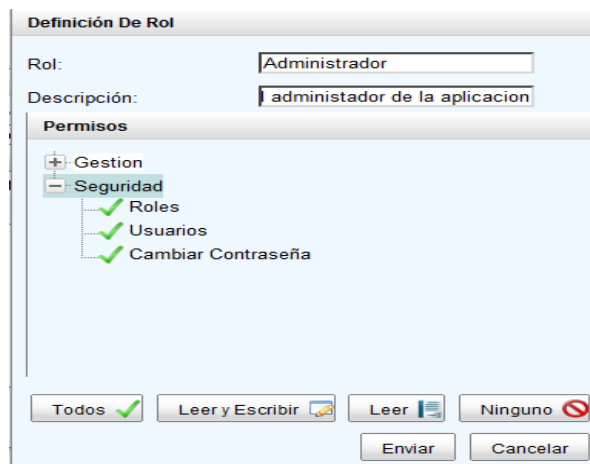 Definición De Rol
Rol: Administrador
Descripción: l administador de la aplicacion
Permisos
Gestion
Seguridad
Roles
Usuarios
Cambiar Contraseña
Todos Leer y Escribir Leer Ninguno
Enviar Cancelar